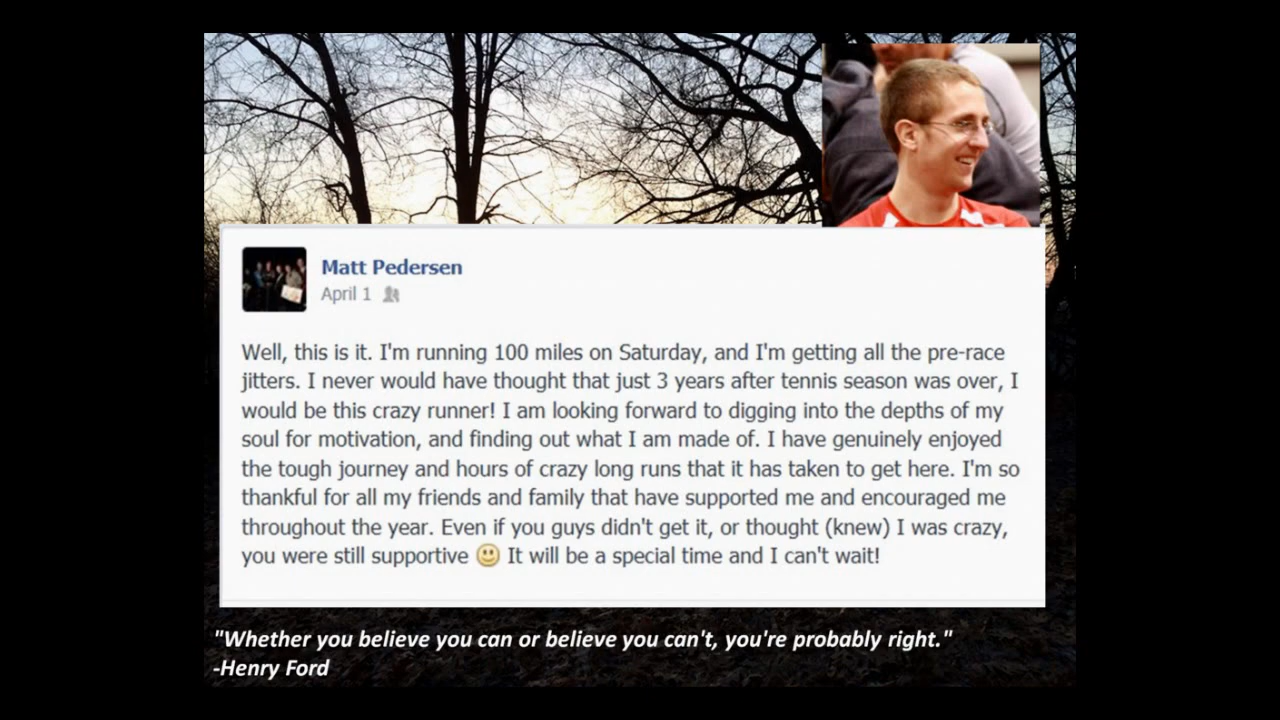 Matt Pedersen
April 1
Well, this is it. I'm running 100 miles on Saturday, and I'm getting all the pre-race
jitters. I never would have thought that just 3 years after tennis season was over, I
would be this crazy runner! I am looking forward to digging into the depths of my
soul for motivation, and finding out what I am made of. I have genuinely enjoyed
the tough journey and hours of crazy long runs that it has taken to get here. I'm so
thankful for all my friends and family that have supported me and encouraged me
throughout the year. Even if you guys didn't get it, or thought (knew) I was crazy,
you were still supportive 🙂 It will be a special time and I can't wait!
"Whether you believe you can or believe you can't, you're probably right."
-Henry Ford